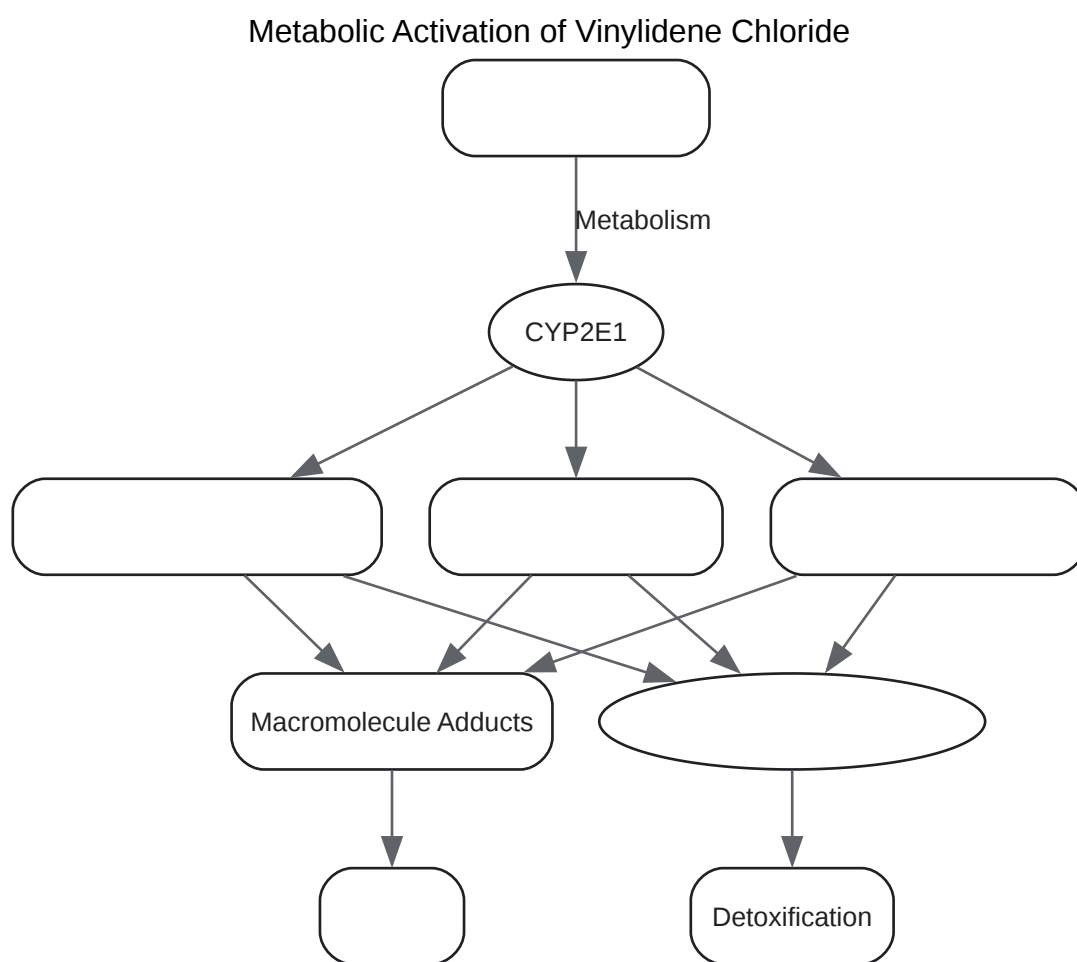 Metabolic Activation of Vinylidene Chloride
Metabolism
CYP2E1
Macromolecule Adducts
Detoxification